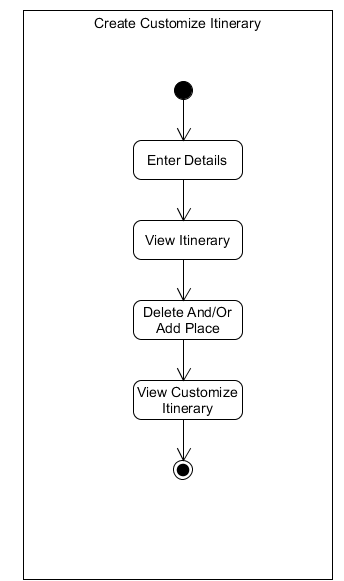 Create Customize Itinerary
Enter Details
View Itinerary
Delete And/Or
Add Place
View Customize
Itinerary